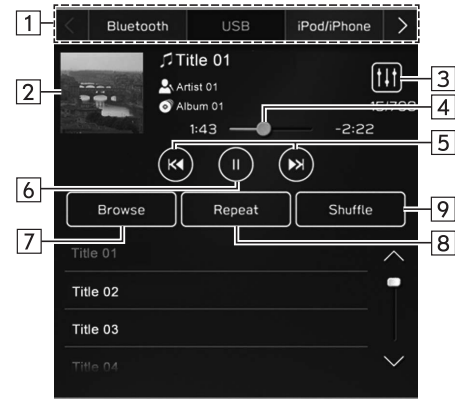 1
Bluetooth USB iPod/iPhone
Title 01
3
2
Artist 01
Album 01
4
1:43 -2:22
5
6
Browse Repeat Shuffle
9
7
8
Title 01
Title 02
Title 03
Title 04